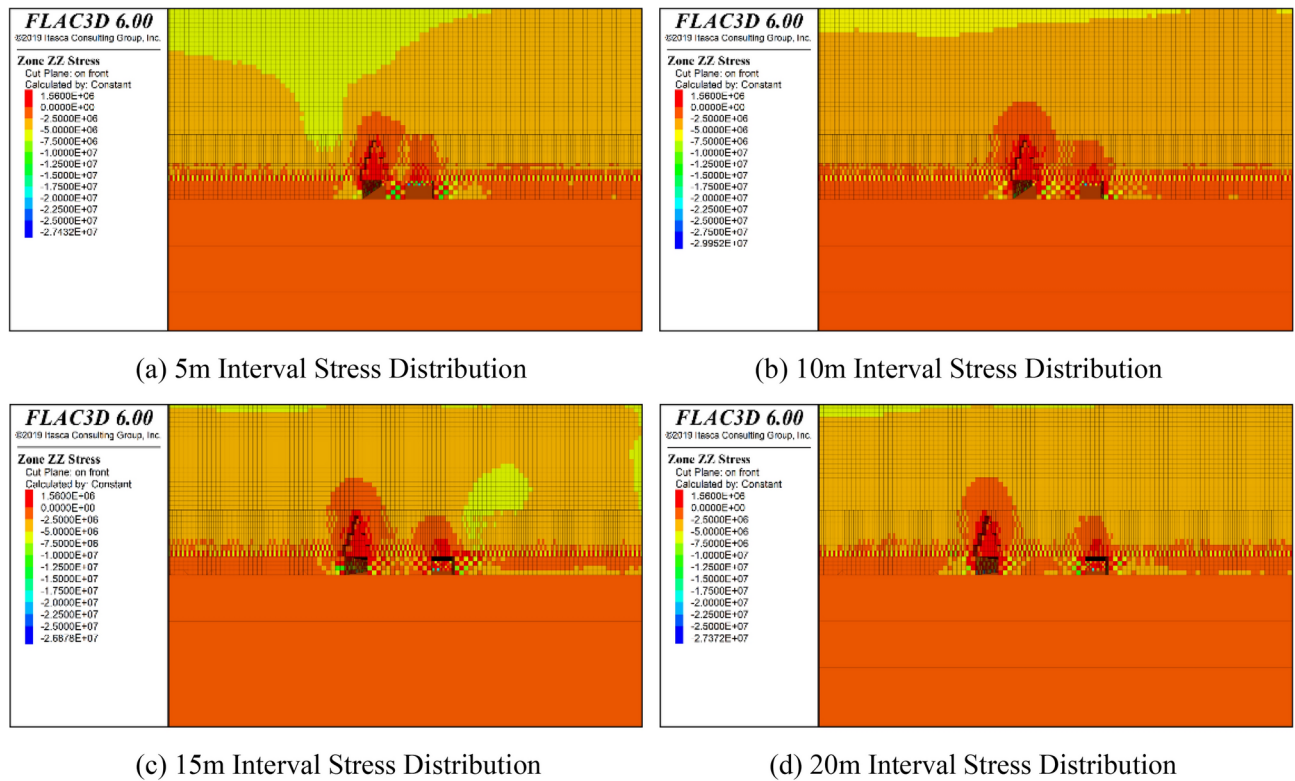 FLAC3D 6.00
©2019 Itasca Consulting Group, Inc.
Zone ZZ Stress
Cut Plane: on front
Calculated by: Constant
1.5600E+06
0.0000E+00
-2.5000E+06
-5.0000E+06
-7.5000E+06
-1.0000E+07
-1.2500E+07
-1.5000E+07
-1.7500E+07
-2.0000E+07
-2.2500E+07
-2.5000E+07
-2.7432E+07
(a) 5m Interval Stress Distribution
FLAC3D 6.00
©2019 Itasca Consulting Group, Inc.
Zone ZZ Stress
Cut Plane: on front
Calculated by: Constant
1.5600E+06
0.0000E+00
-2.5000E+06
-5.0000E+06
-7.5000E+06
-1.0000E+07
-1.2500E+07
-1.5000E+07
-1.7500E+07
-2.0000E+07
-2.2500E+07
-2.5000E+07
-2.7500E+07
-2.9952E+07
(b) 10m Interval Stress Distribution
FLAC3D 6.00
©2019 Itasca Consulting Group, Inc.
Zone ZZ Stress
Cut Plane: on front
Calculated by: Constant
1.5600E+06
0.0000E+00
-2.5000E+06
-5.0000E+06
-7.5000E+06
-1.0000E+07
-1.2500E+07
-1.5000E+07
-1.7500E+07
-2.0000E+07
-2.2500E+07
-2.5000E+07
-2.6878E+07
(c) 15m Interval Stress Distribution
FLAC3D 6.00
©2019 Itasca Consulting Group, Inc.
Zone ZZ Stress
Cut Plane: on front
Calculated by: Constant
1.5600E+06
0.0000E+00
-2.5000E+06
-5.0000E+06
-7.5000E+06
-1.0000E+07
-1.2500E+07
-1.5000E+07
-1.7500E+07
-2.0000E+07
-2.2500E+07
-2.5000E+07
2.7372E+07
(d) 20m Interval Stress Distribution